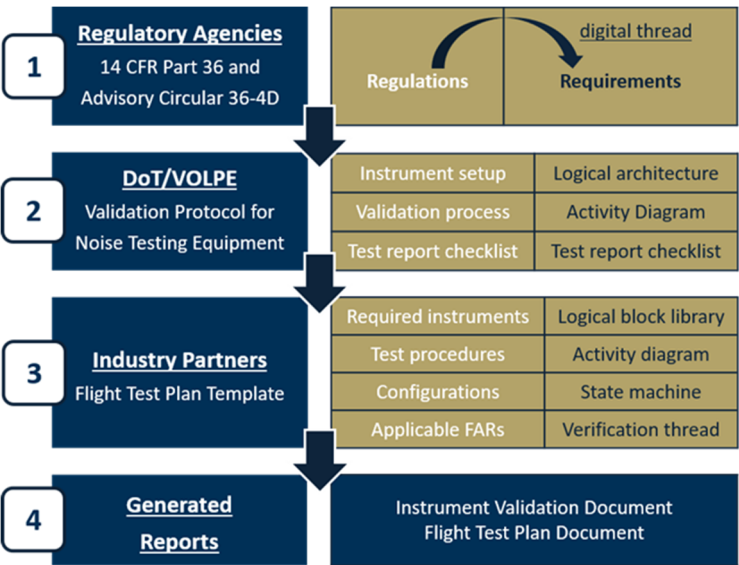 1
Regulatory Agencies
14 CFR Part 36 and
Advisory Circular 36-4D
digital thread
Regulations
Requirements
2
DoT/VOLPE
Validation Protocol for
Noise Testing Equipment
Instrument setup
Logical architecture
Validation process
Activity Diagram
Test report checklist
Test report checklist
3
Industry Partners
Flight Test Plan Template
Required instruments
Logical block library
Test procedures
Activity diagram
Configurations
State machine
Applicable FARs
Verification thread
4
Generated
Reports
Instrument Validation Document
Flight Test Plan Document